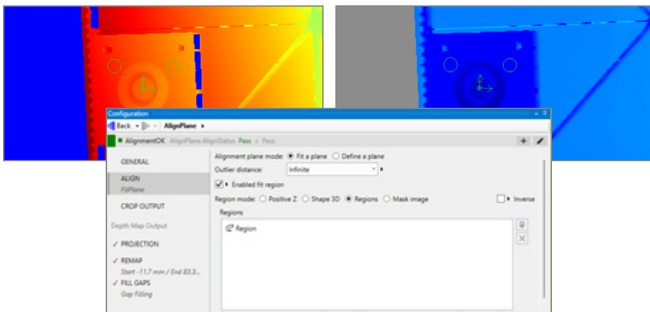 Configuration
Back AlignPlane
AlignmentOK AlignPlane.AlignStatus Pass > Pass
GENERAL
Alignment plane mode: Fit a plane Define a plane
Outlier distance: Infinite
ALIGN
FitPlane
Enabled fit region
CROP OUTPUT
Region mode: Positive Z Shape 3D Regions Mask image Inverse
Regions
Depth Map Output
Region
PROJECTION
REMAP
Start -11.7 mm / End 83.3...
FILL GAPS
Gap Filling